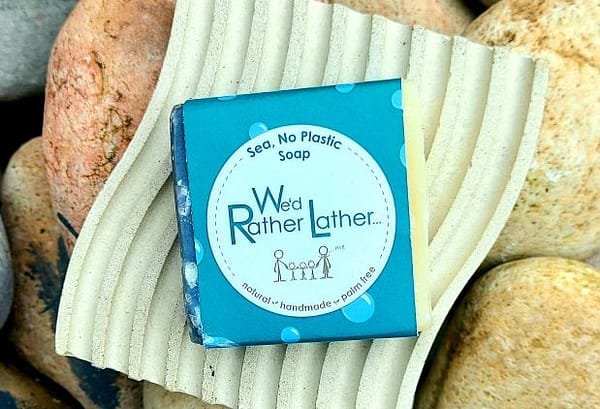 Sea, No Plastic
Soap
We'd
Rather Lather...
natural ~ handmade ~ palm free